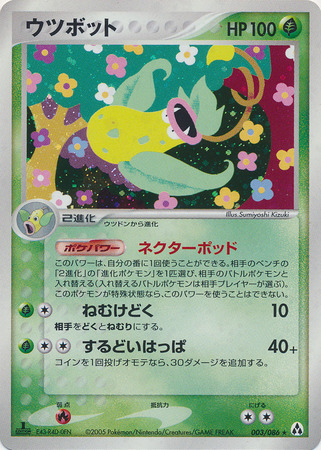 ウツボット
HP 100
Illus. Sumiyoshi Kizuki
2進化
ウツドンから進化
ポケパワー ネクターポッド
このパワーは、自分の番に1回使うことができる。相手のベンチの
「2進化」の「進化ポケモン」を1匹選び、相手のバトルポケモンと
入れ替える(入れ替えるバトルポケモンは相手プレイヤーが選ぶ)。
このポケモンが特殊状態なら、このパワーを使うことはできない。
ねむけどく 10
相手をどくとねむりにする。
するどいはっぱ 40+
コインを1回投げオモテなら、30ダメージを追加する。
弱点 抵抗力 にげる
©2005 Pokémon/Nintendo/Creatures/GAME FREAK
003/086 ★